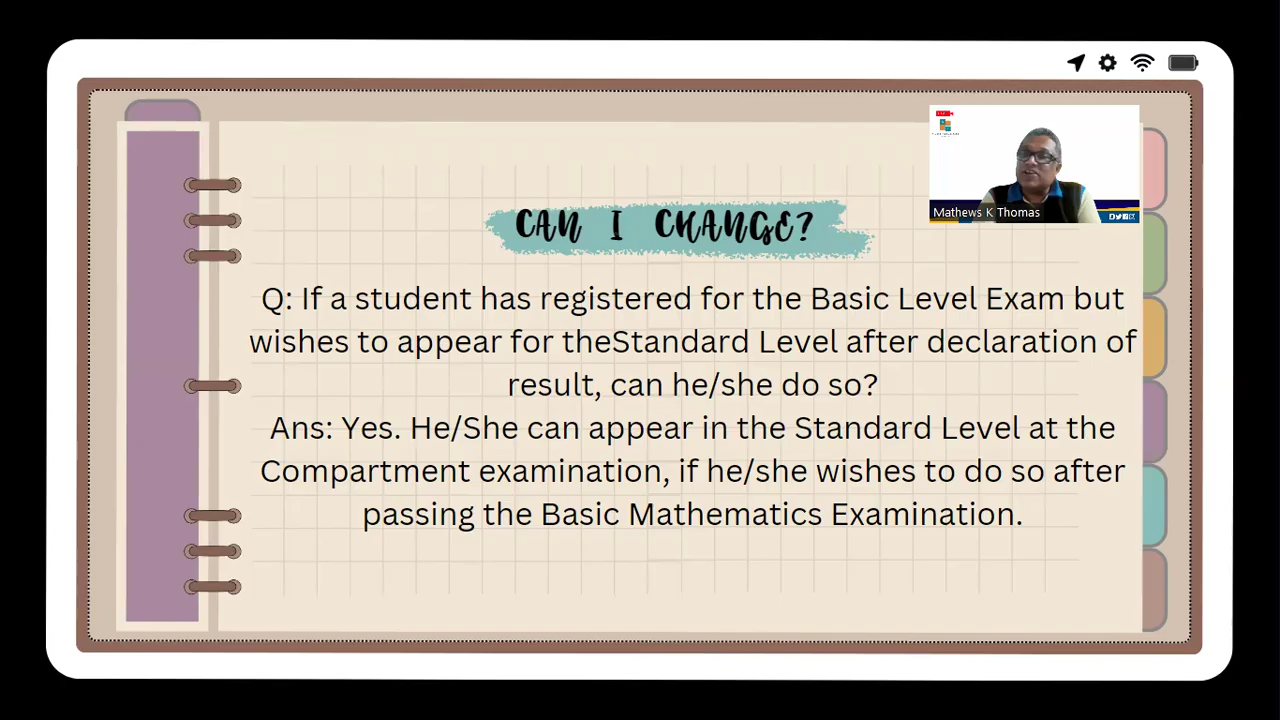 Mathews K Thomas
CAN I CHANGE?
Q: If a student has registered for the Basic Level Exam but
wishes to appear for theStandard Level after declaration of
result, can he/she do so?
Ans: Yes. He/She can appear in the Standard Level at the
Compartment examination, if he/she wishes to do so after
passing the Basic Mathematics Examination.